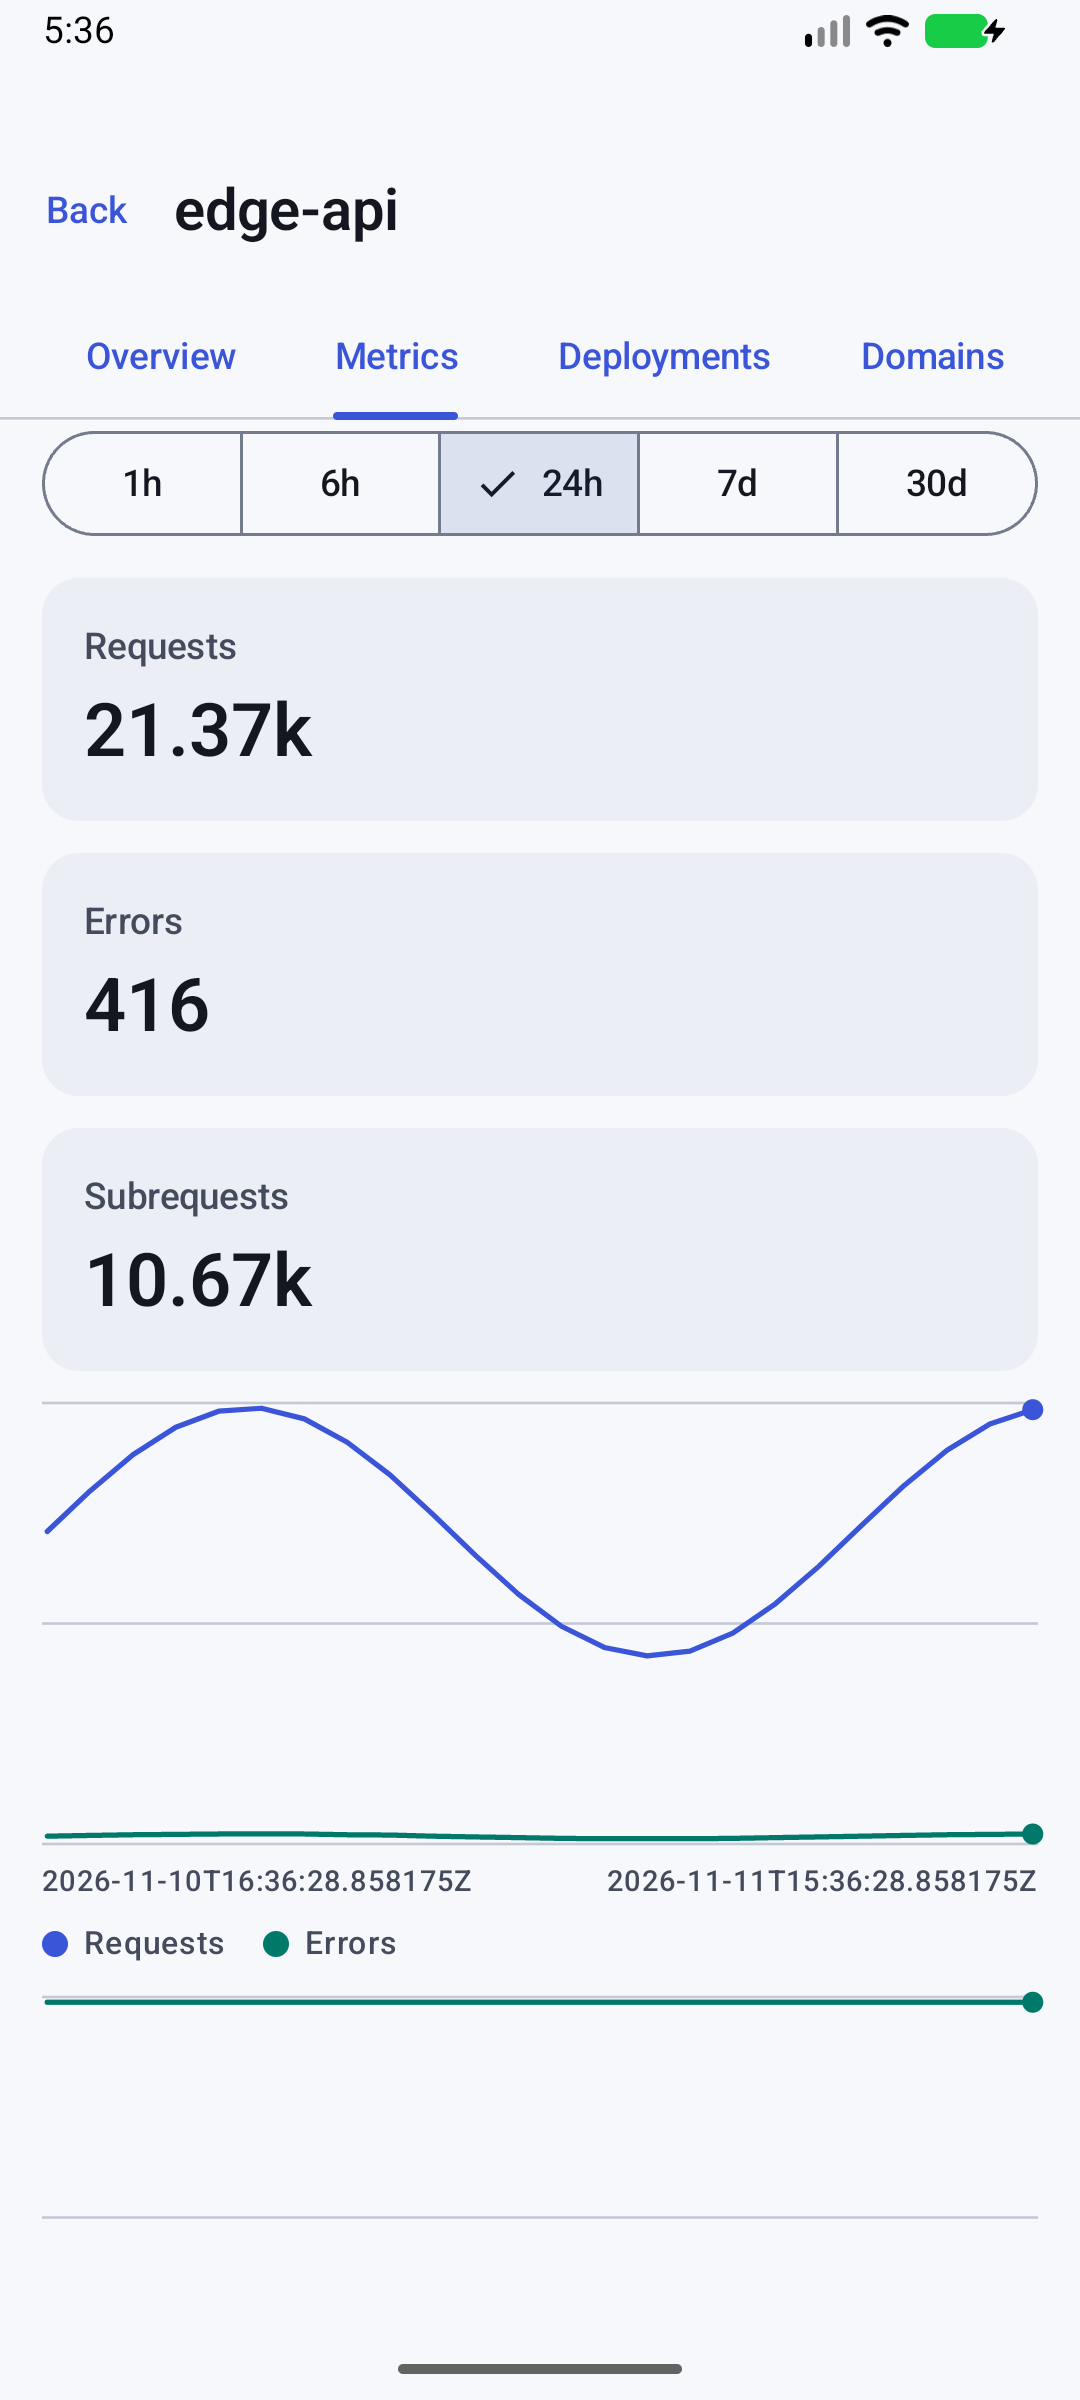 5:36
Back edge-api
Overview Metrics Deployments Domains
1h 6h 24h 7d 30d
Requests
21.37k
Errors
416
Subrequests
10.67k
2026-11-10T16:36:28.858175Z 2026-11-11T15:36:28.858175Z
Requests Errors